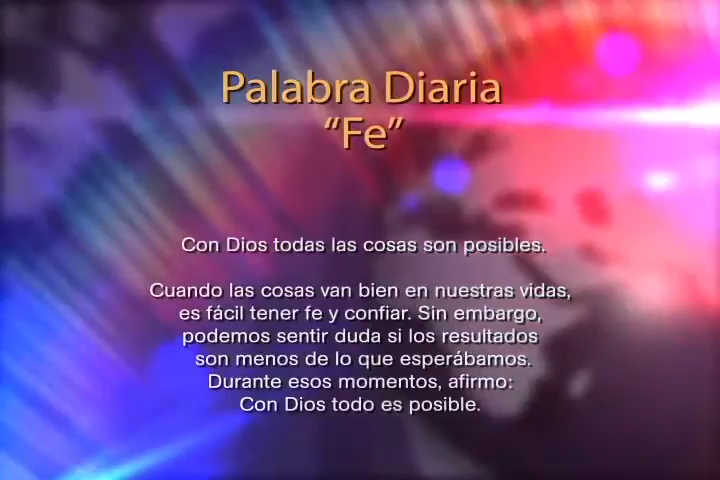 Palabra Diaria
“Fe”
Con Dios todas las cosas son posibles.
Cuando las cosas van bien en nuestras vidas,
es fácil tener fe y confiar. Sin embargo,
podemos sentir duda si los resultados
son menos de lo que esperábamos.
Durante esos momentos, afirmo:
Con Dios todo es posible.